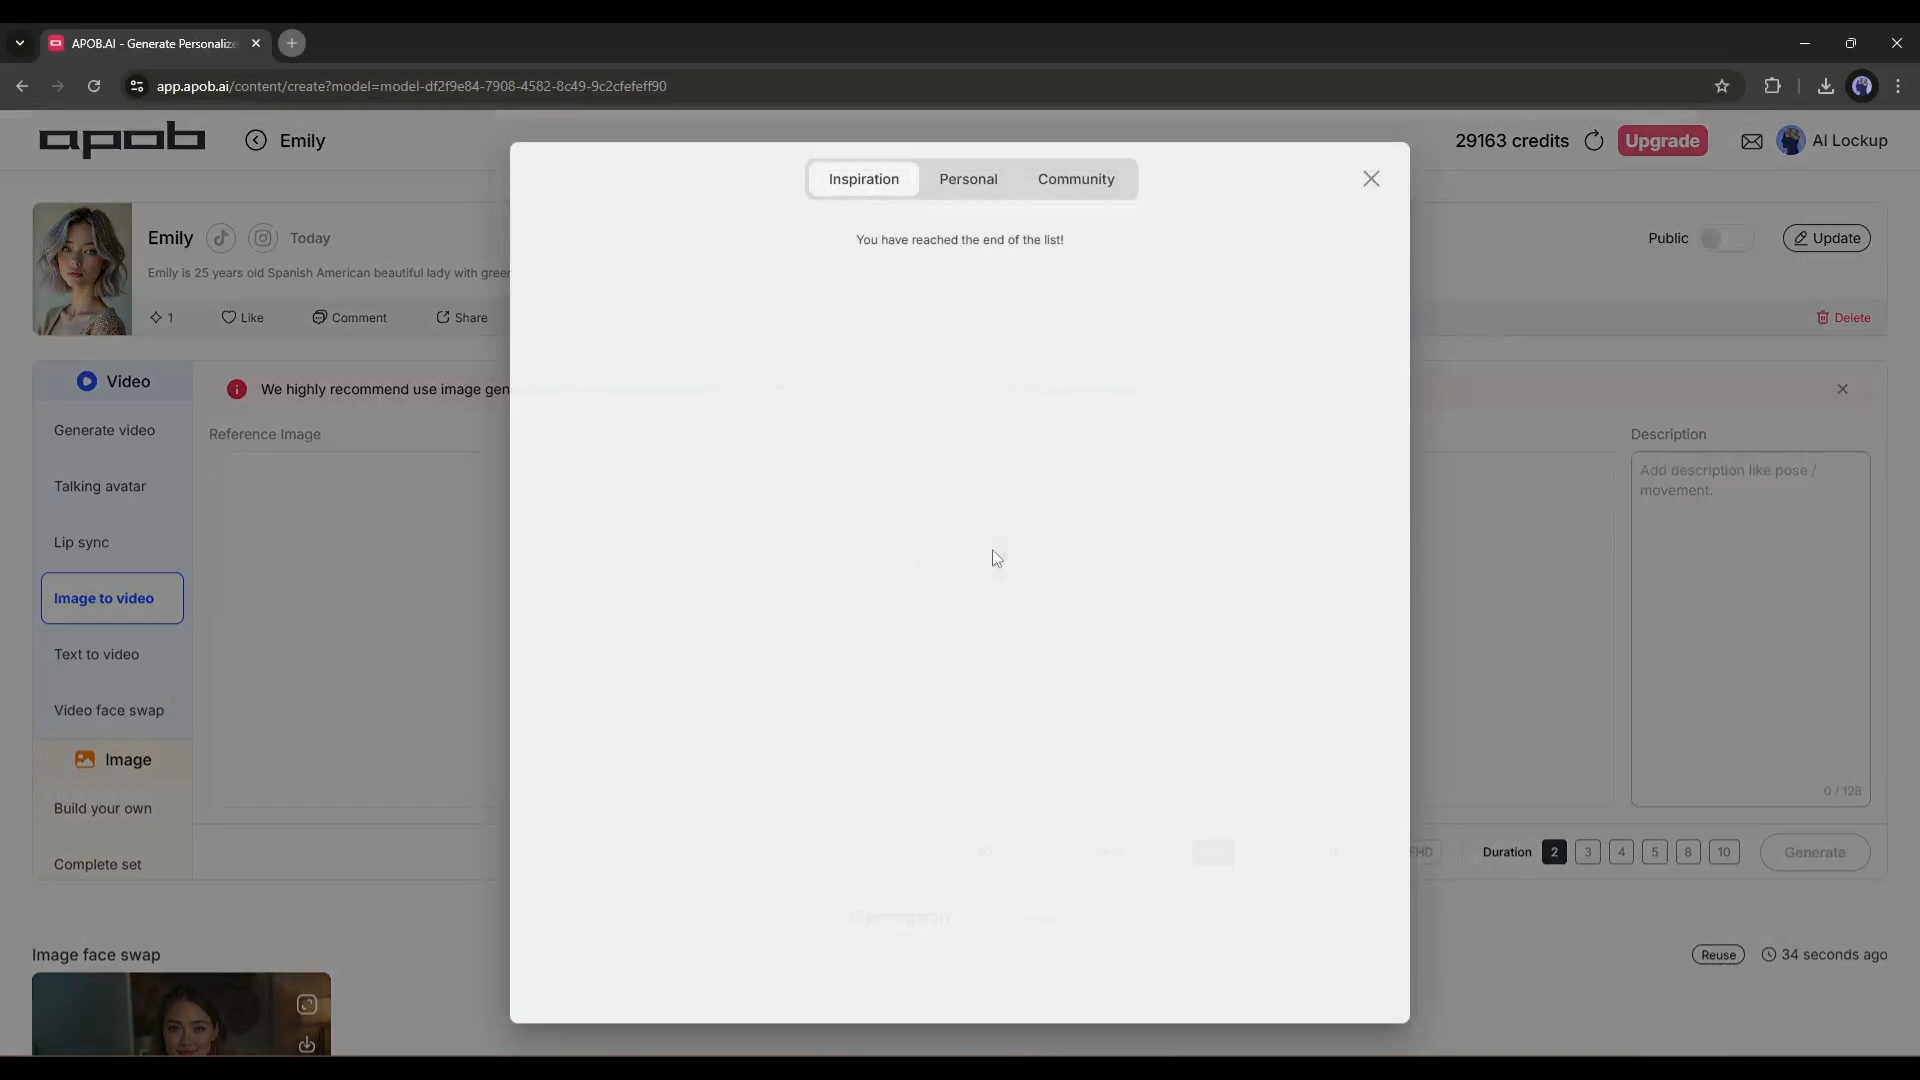 APOB.AI - Generate Personalize
app.apob.ai/content/create?model=model-df2f9e84-7908-4582-8c49-9c2cfefeff90
apob
Emily
29163 credits
Upgrade
AI Lockup
Inspiration
Personal
Community
You have reached the end of the list!
Emily
Today
Public
Update
Emily is 25 years old Spanish American beautiful lady with gree
1
Like
Comment
Share
Delete
Video
We highly recommend use image gen
Generate video
Reference Image
Description
Talking avatar
Add description like pose /
movement.
Lip sync
Image to video
Text to video
Video face swap
Image
0 / 128
Build your own
Complete set
FHD
Duration
2
3
4
5
8
10
Generate
Image face swap
Reuse
34 seconds ago